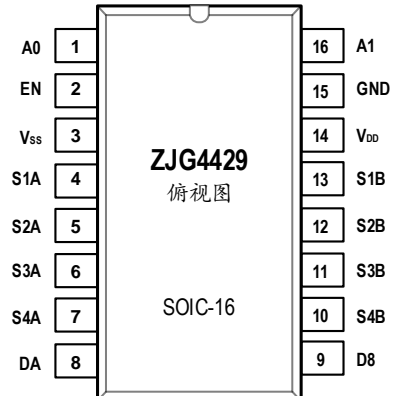 A0 1 16 A1
EN 2 15 GND
Vss 3 14 VDD
ZJG4429
俯视图
S1A 4 13 S1B
S2A 5 12 S2B
S3A 6 11 S3B
SOIC-16
S4A 7 10 S4B
DA 8 9 D8